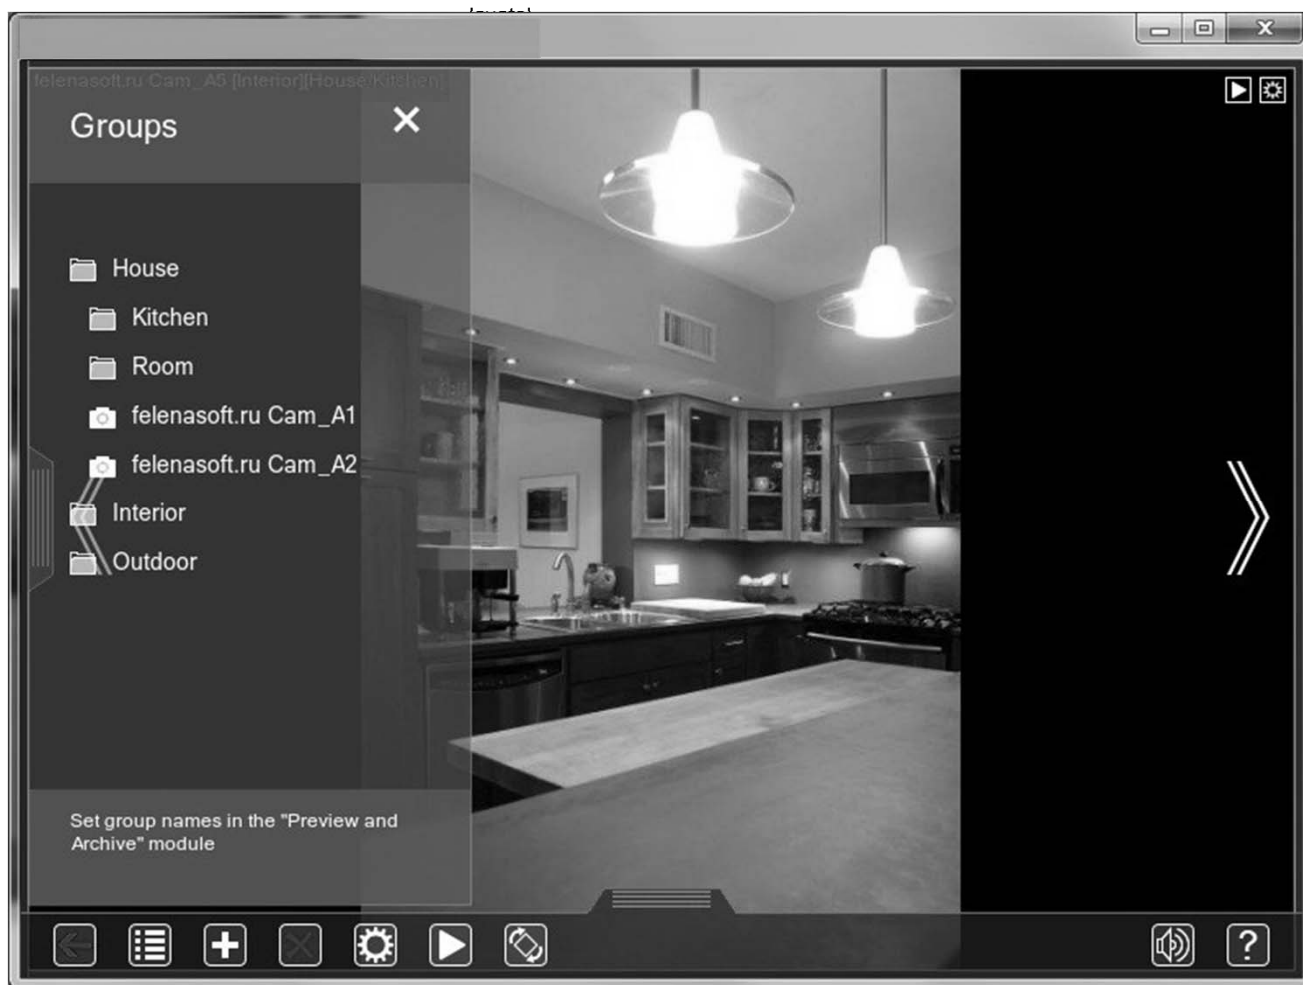 felenasoft.ru Cam_A5 [Interior][House/Kitchen]
Groups
House
Kitchen
Room
felenasoft.ru Cam_A1
felenasoft.ru Cam_A2
Interior
Outdoor
Set group names in the "Preview and
Archive" module
?